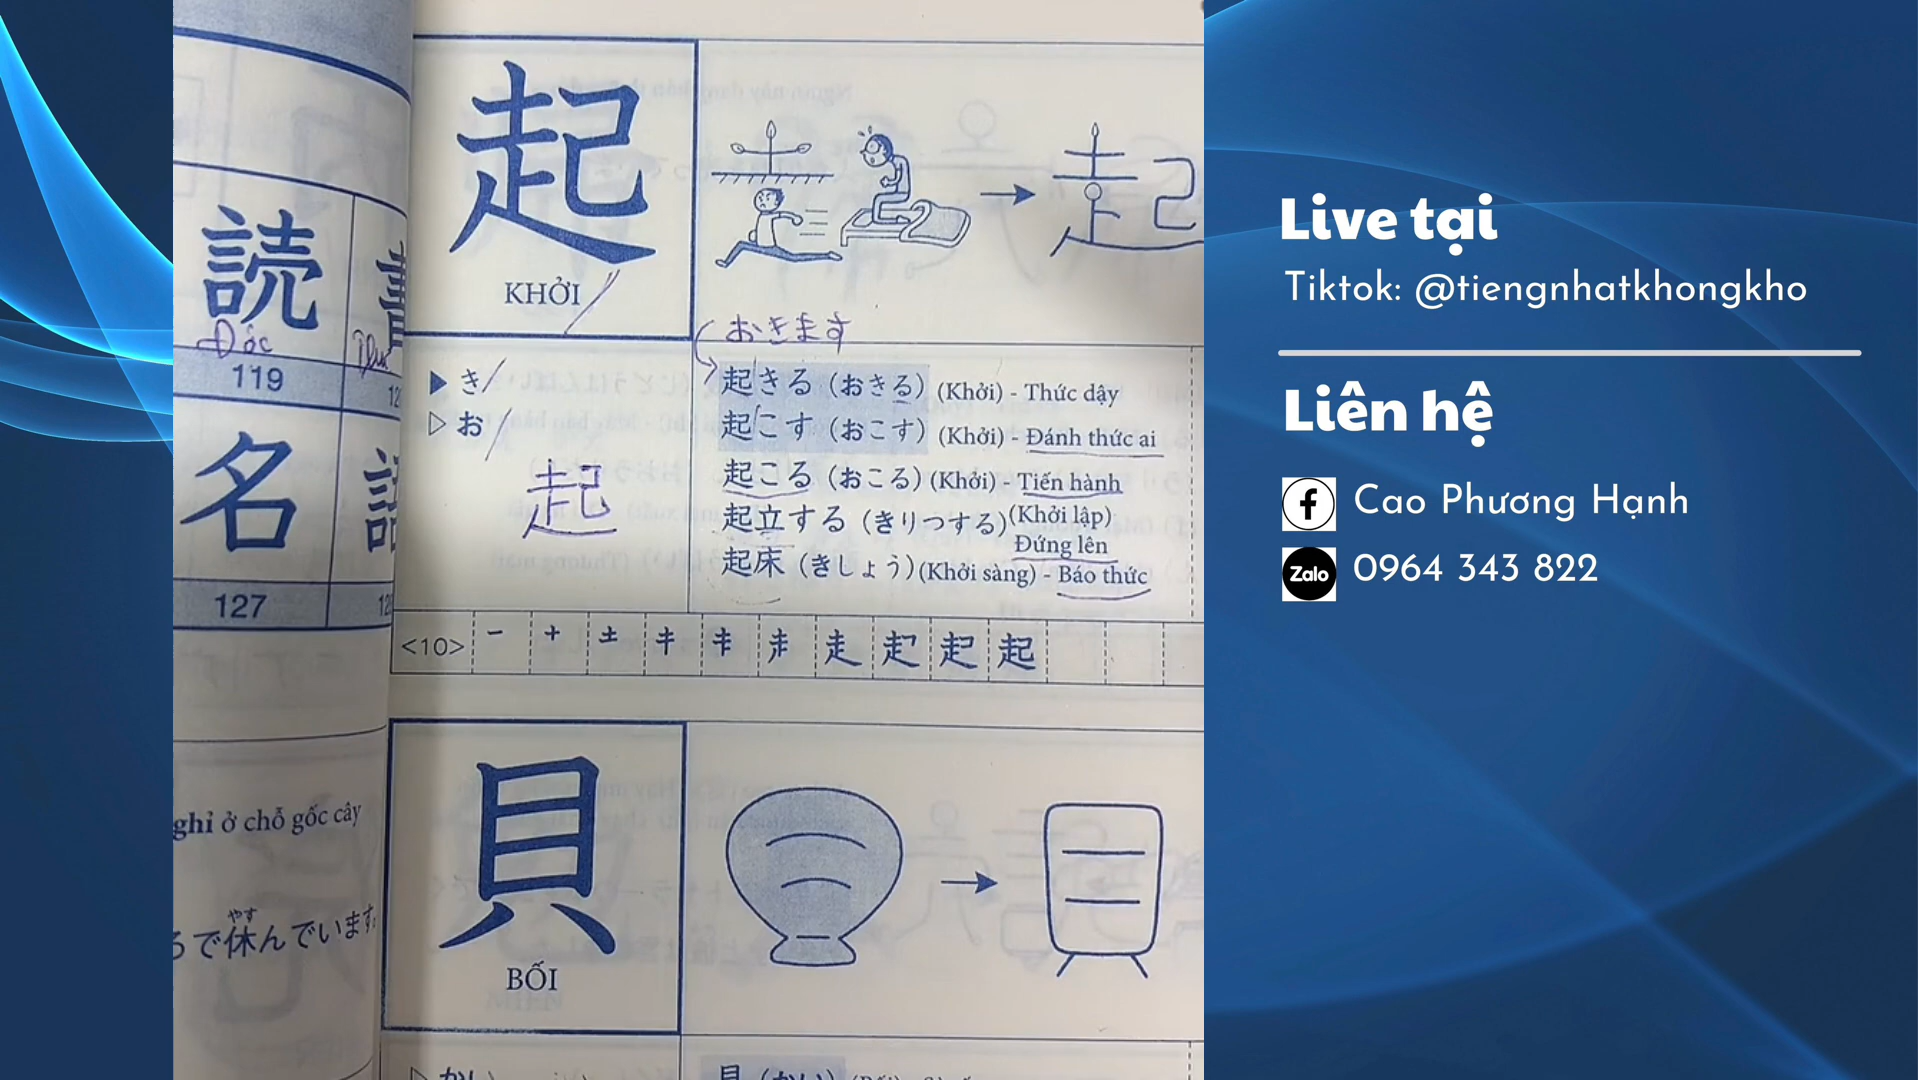 読
Độc
119
名
127
ghỉ ở chỗ gốc cây
ろで休んでいます。
やす
起
KHỞI
起
おきます
▶ き
▷ お
起
起きる (おきる) (Khởi) - Thức dậy
起こす (おこす) (Khởi) - Đánh thức ai
起こる (おこる) (Khởi) - Tiến hành
起立する (きりつする) (Khởi lập)
Đứng lên
起床 (きしょう) (Khởi sàng) - Báo thức
<10> 一 十 土 キ キ 走 起 起
貝
BỐI
Live tại
Tiktok: @tiengnhatkhongkho
Liên hệ
f Cao Phương Hạnh
Zalo 0964 343 822